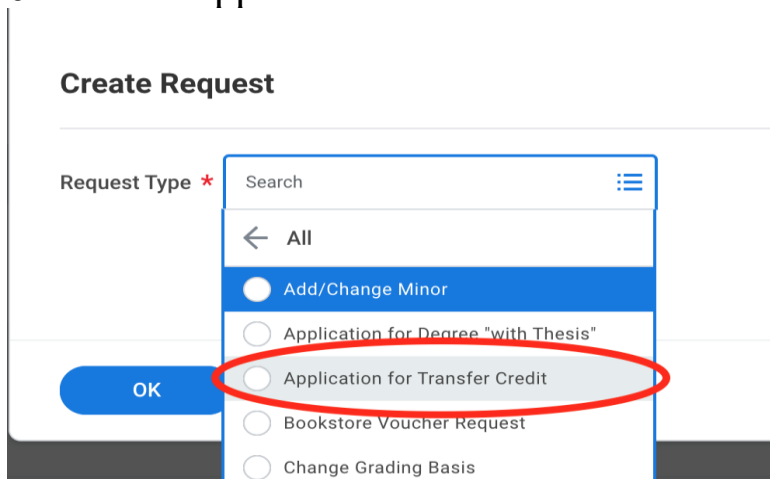 Create Request
Request Type *
Search
All
Add/Change Minor
Application for Degree "with Thesis"
Application for Transfer Credit
OK
Bookstore Voucher Request
Change Grading Basis